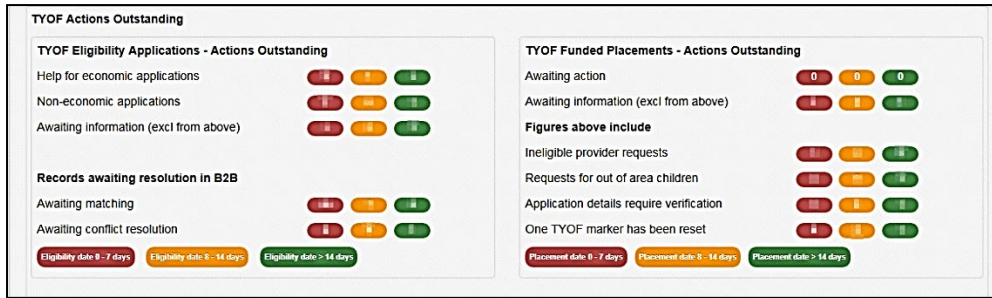 TYOF Actions Outstanding
TYOF Eligibility Applications - Actions Outstanding
Help for economic applications
Non-economic applications
Awaiting information (excl from above)
Records awaiting resolution in B2B
Awaiting matching
Awaiting conflict resolution
Eligibility date 0 - 7 days Eligibility date 8 - 14 days Eligibility date > 14 days
TYOF Funded Placements - Actions Outstanding
Awaiting action 0 0 0
Awaiting information (excl from above)
Figures above include
Ineligible provider requests
Requests for out of area children
Application details require verification
One TYOF marker has been reset
Placement date 0 - 7 days Placement date 8 - 14 days Placement date > 14 days